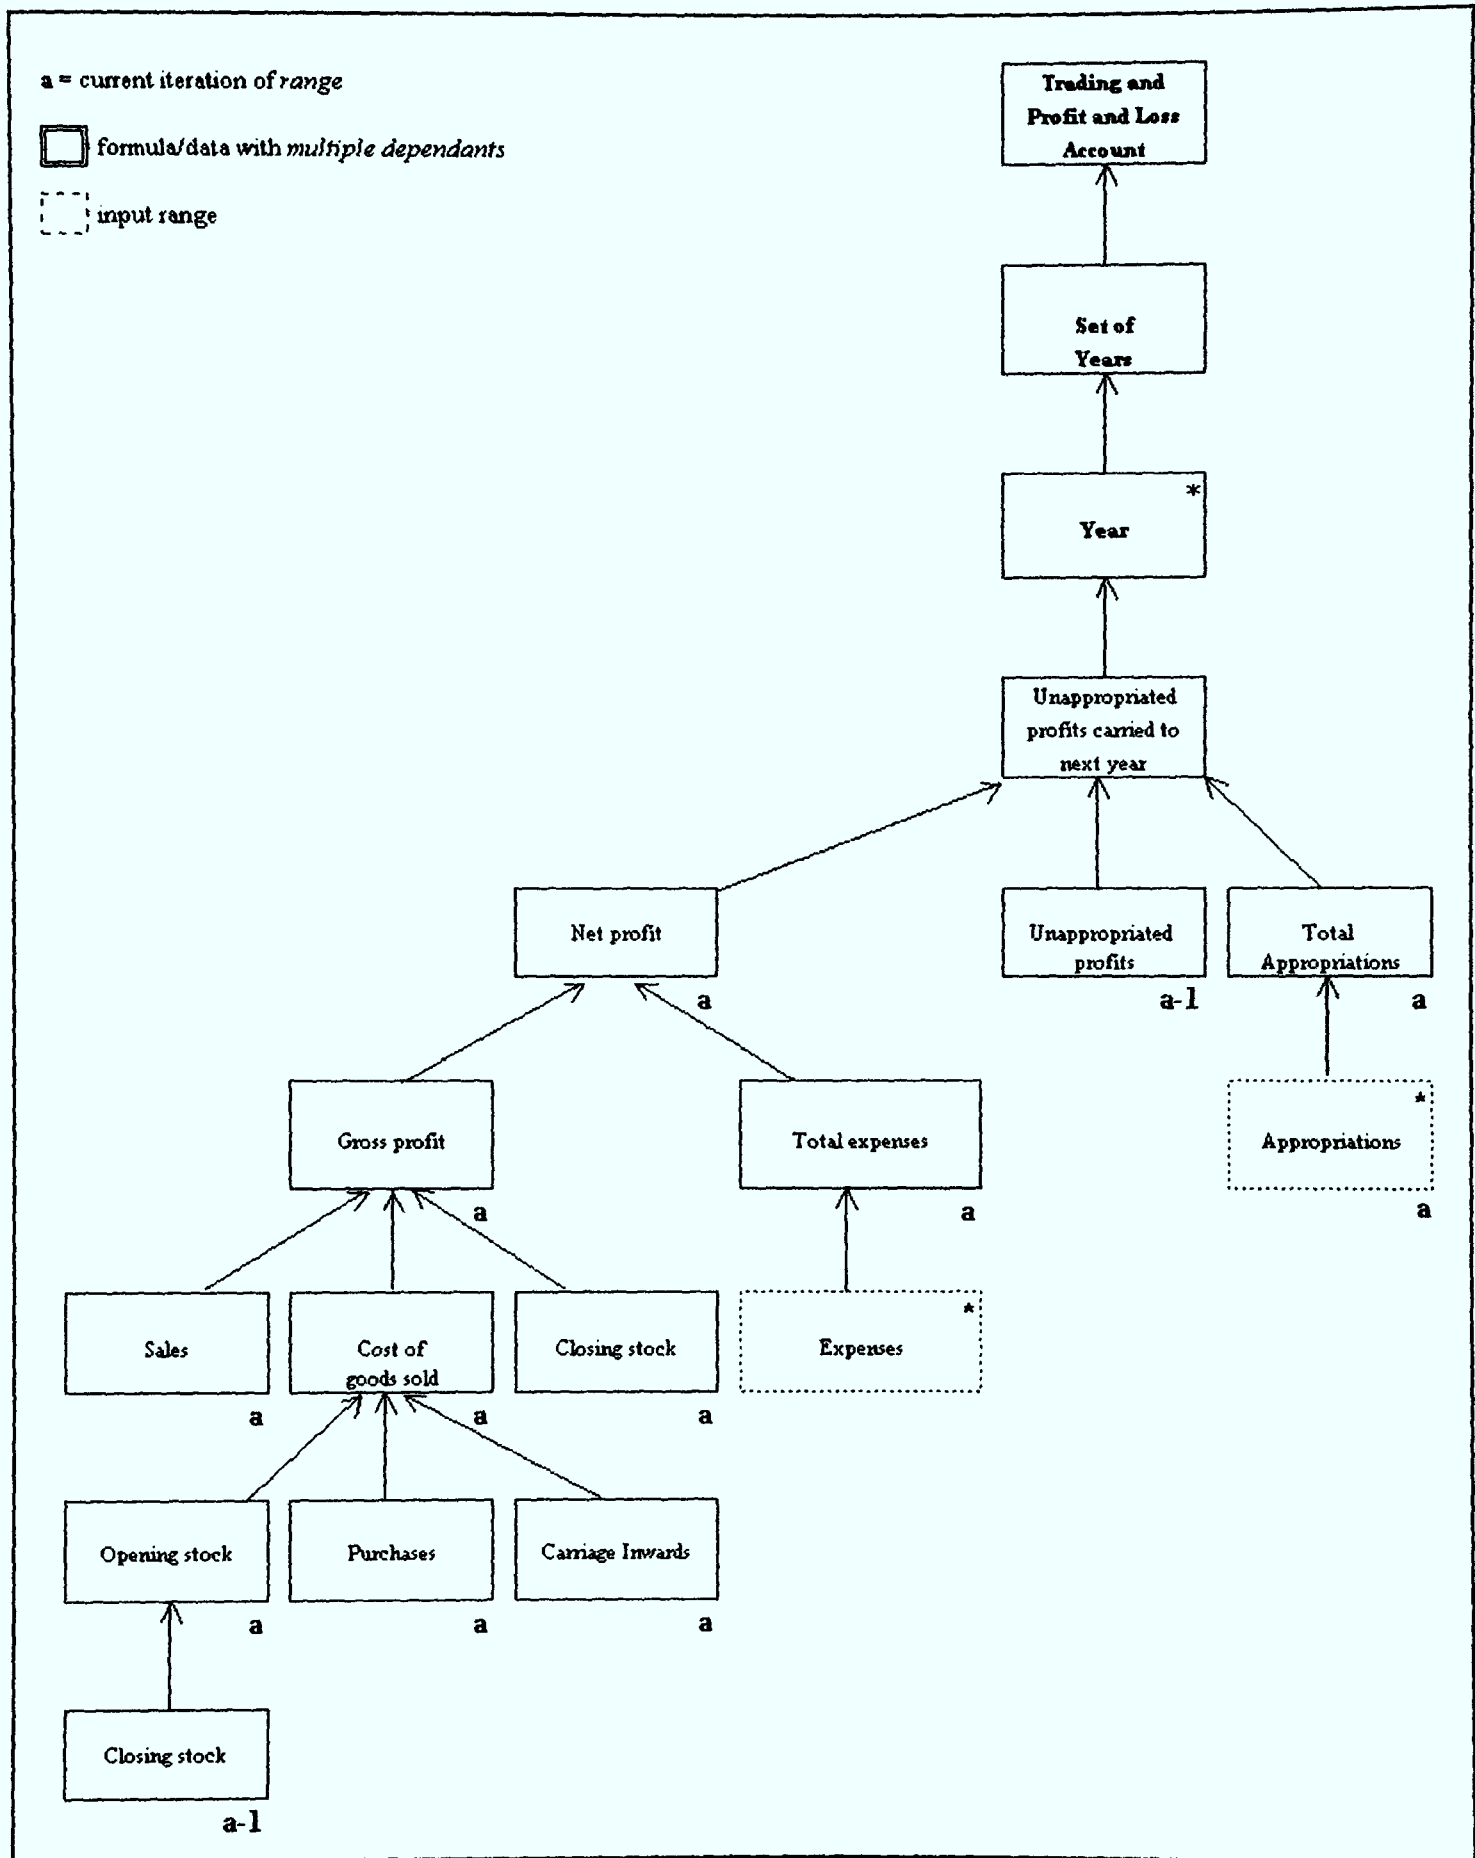 a = current iteration of range
formula/data with multiple dependants
input range
Trading and
Profit and Loss
Account
Set of
Years
*
Year
Unappropriated
profits carried to
next year
Net profit
a
Unappropriated
profits
a-1
Total
Appropriations
a
Gross profit
a
Total expenses
a
*
Appropriations
a
Sales
a
Cost of
goods sold
a
Closing stock
a
*
Expenses
Opening stock
a
Purchases
a
Carriage Inwards
a
Closing stock
a-1